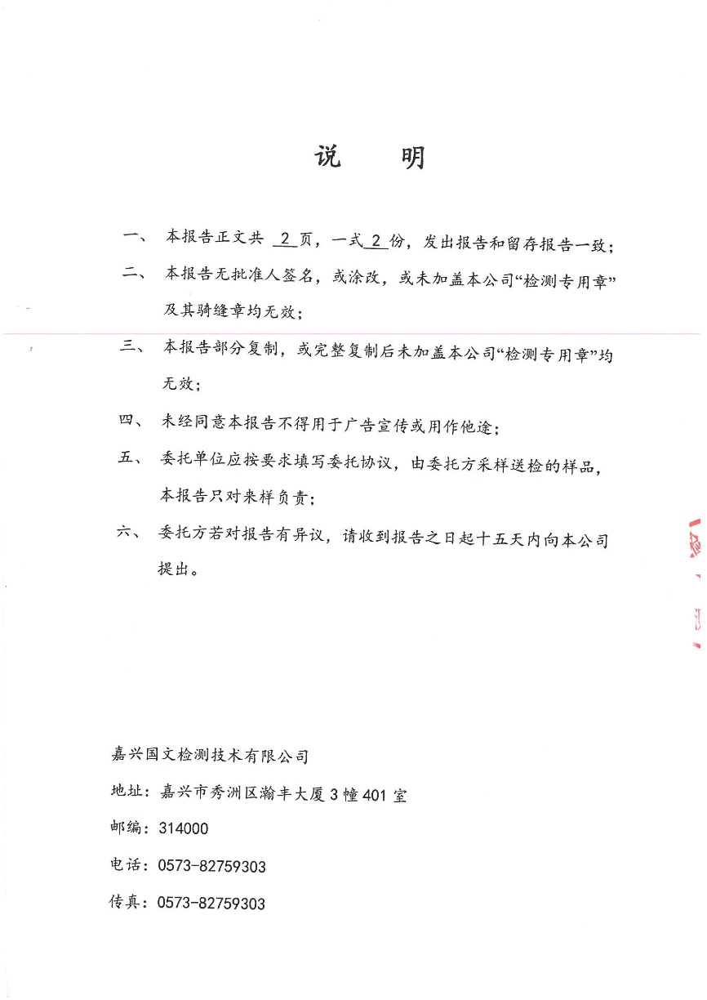 说 明
一、 本报告正文共 2 页，一式 2 份，发出报告和留存报告一致；
二、 本报告无批准人签名，或涂改，或未加盖本公司“检测专用章”
及其骑缝章均无效；
三、 本报告部分复制，或完整复制后未加盖本公司“检测专用章”均
无效；
四、 未经同意本报告不得用于广告宣传或用作他途；
五、 委托单位应按要求填写委托协议，由委托方采样送检的样品，
本报告只对来样负责；
六、 委托方若对报告有异议，请收到报告之日起十五天内向本公司
提出。
嘉兴国文检测技术有限公司
地址：嘉兴市秀洲区瀚丰大厦 3 幢 401 室
邮编：314000
电话：0573-82759303
传真：0573-82759303